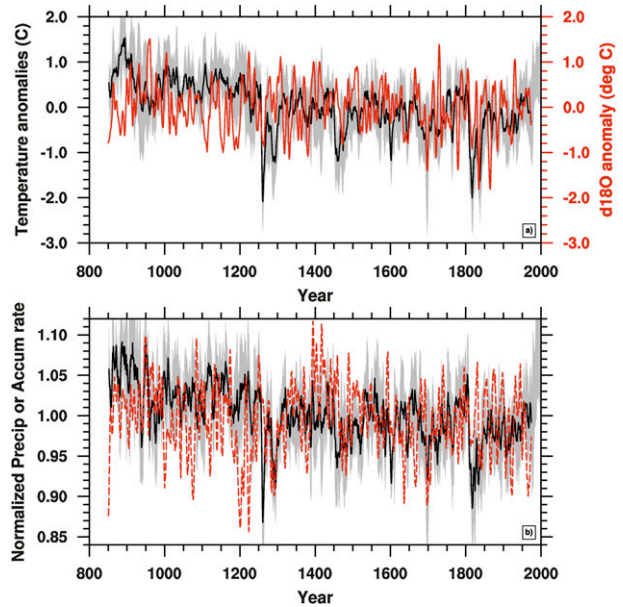 2.0 2.0
1.0 1.0
0.0 0.0
-1.0 -1.0
-2.0 -2.0
-3.0 -3.0
Temperature anomalies (C)
d18O anomaly (deg C)
a)
800 1000 1200 1400 1600 1800 2000
Year
1.10
1.05
1.00
0.95
0.90
0.85
Normalized Precip or Accum rate
b)
800 1000 1200 1400 1600 1800 2000
Year